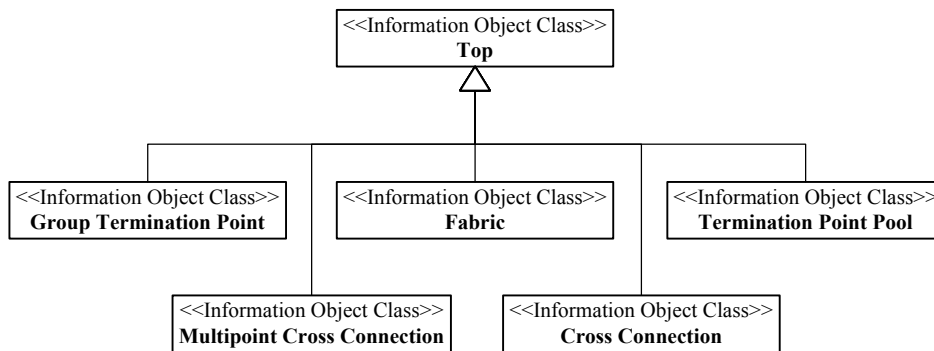 <<Information Object Class>>
Top
<<Information Object Class>>
Group Termination Point
<<Information Object Class>>
Fabric
<<Information Object Class>>
Termination Point Pool
<<Information Object Class>>
Multipoint Cross Connection
<<Information Object Class>>
Cross Connection